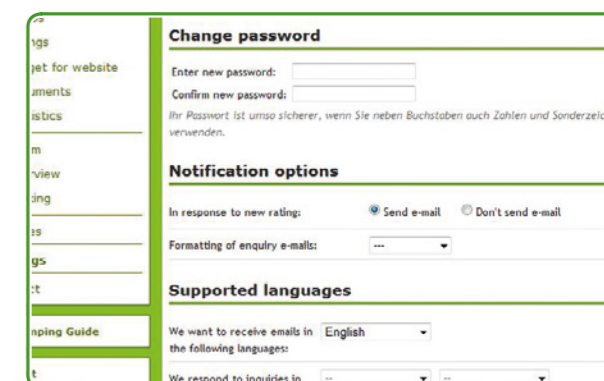 ngs
get for website
uments
istics
m
rview
ing
es
gs
ct
mping Guide
t
Change password
Enter new password:
Confirm new password:
Ihr Passwort ist umso sicherer, wenn Sie neben Buchstaben auch Zahlen und Sonderzeic
verwenden.
Notification options
In response to new rating: Send e-mail Don't send e-mail
Formatting of enquiry e-mails: ---
Supported languages
We want to receive emails in English
the following languages:
We respond to inquiries in -- --